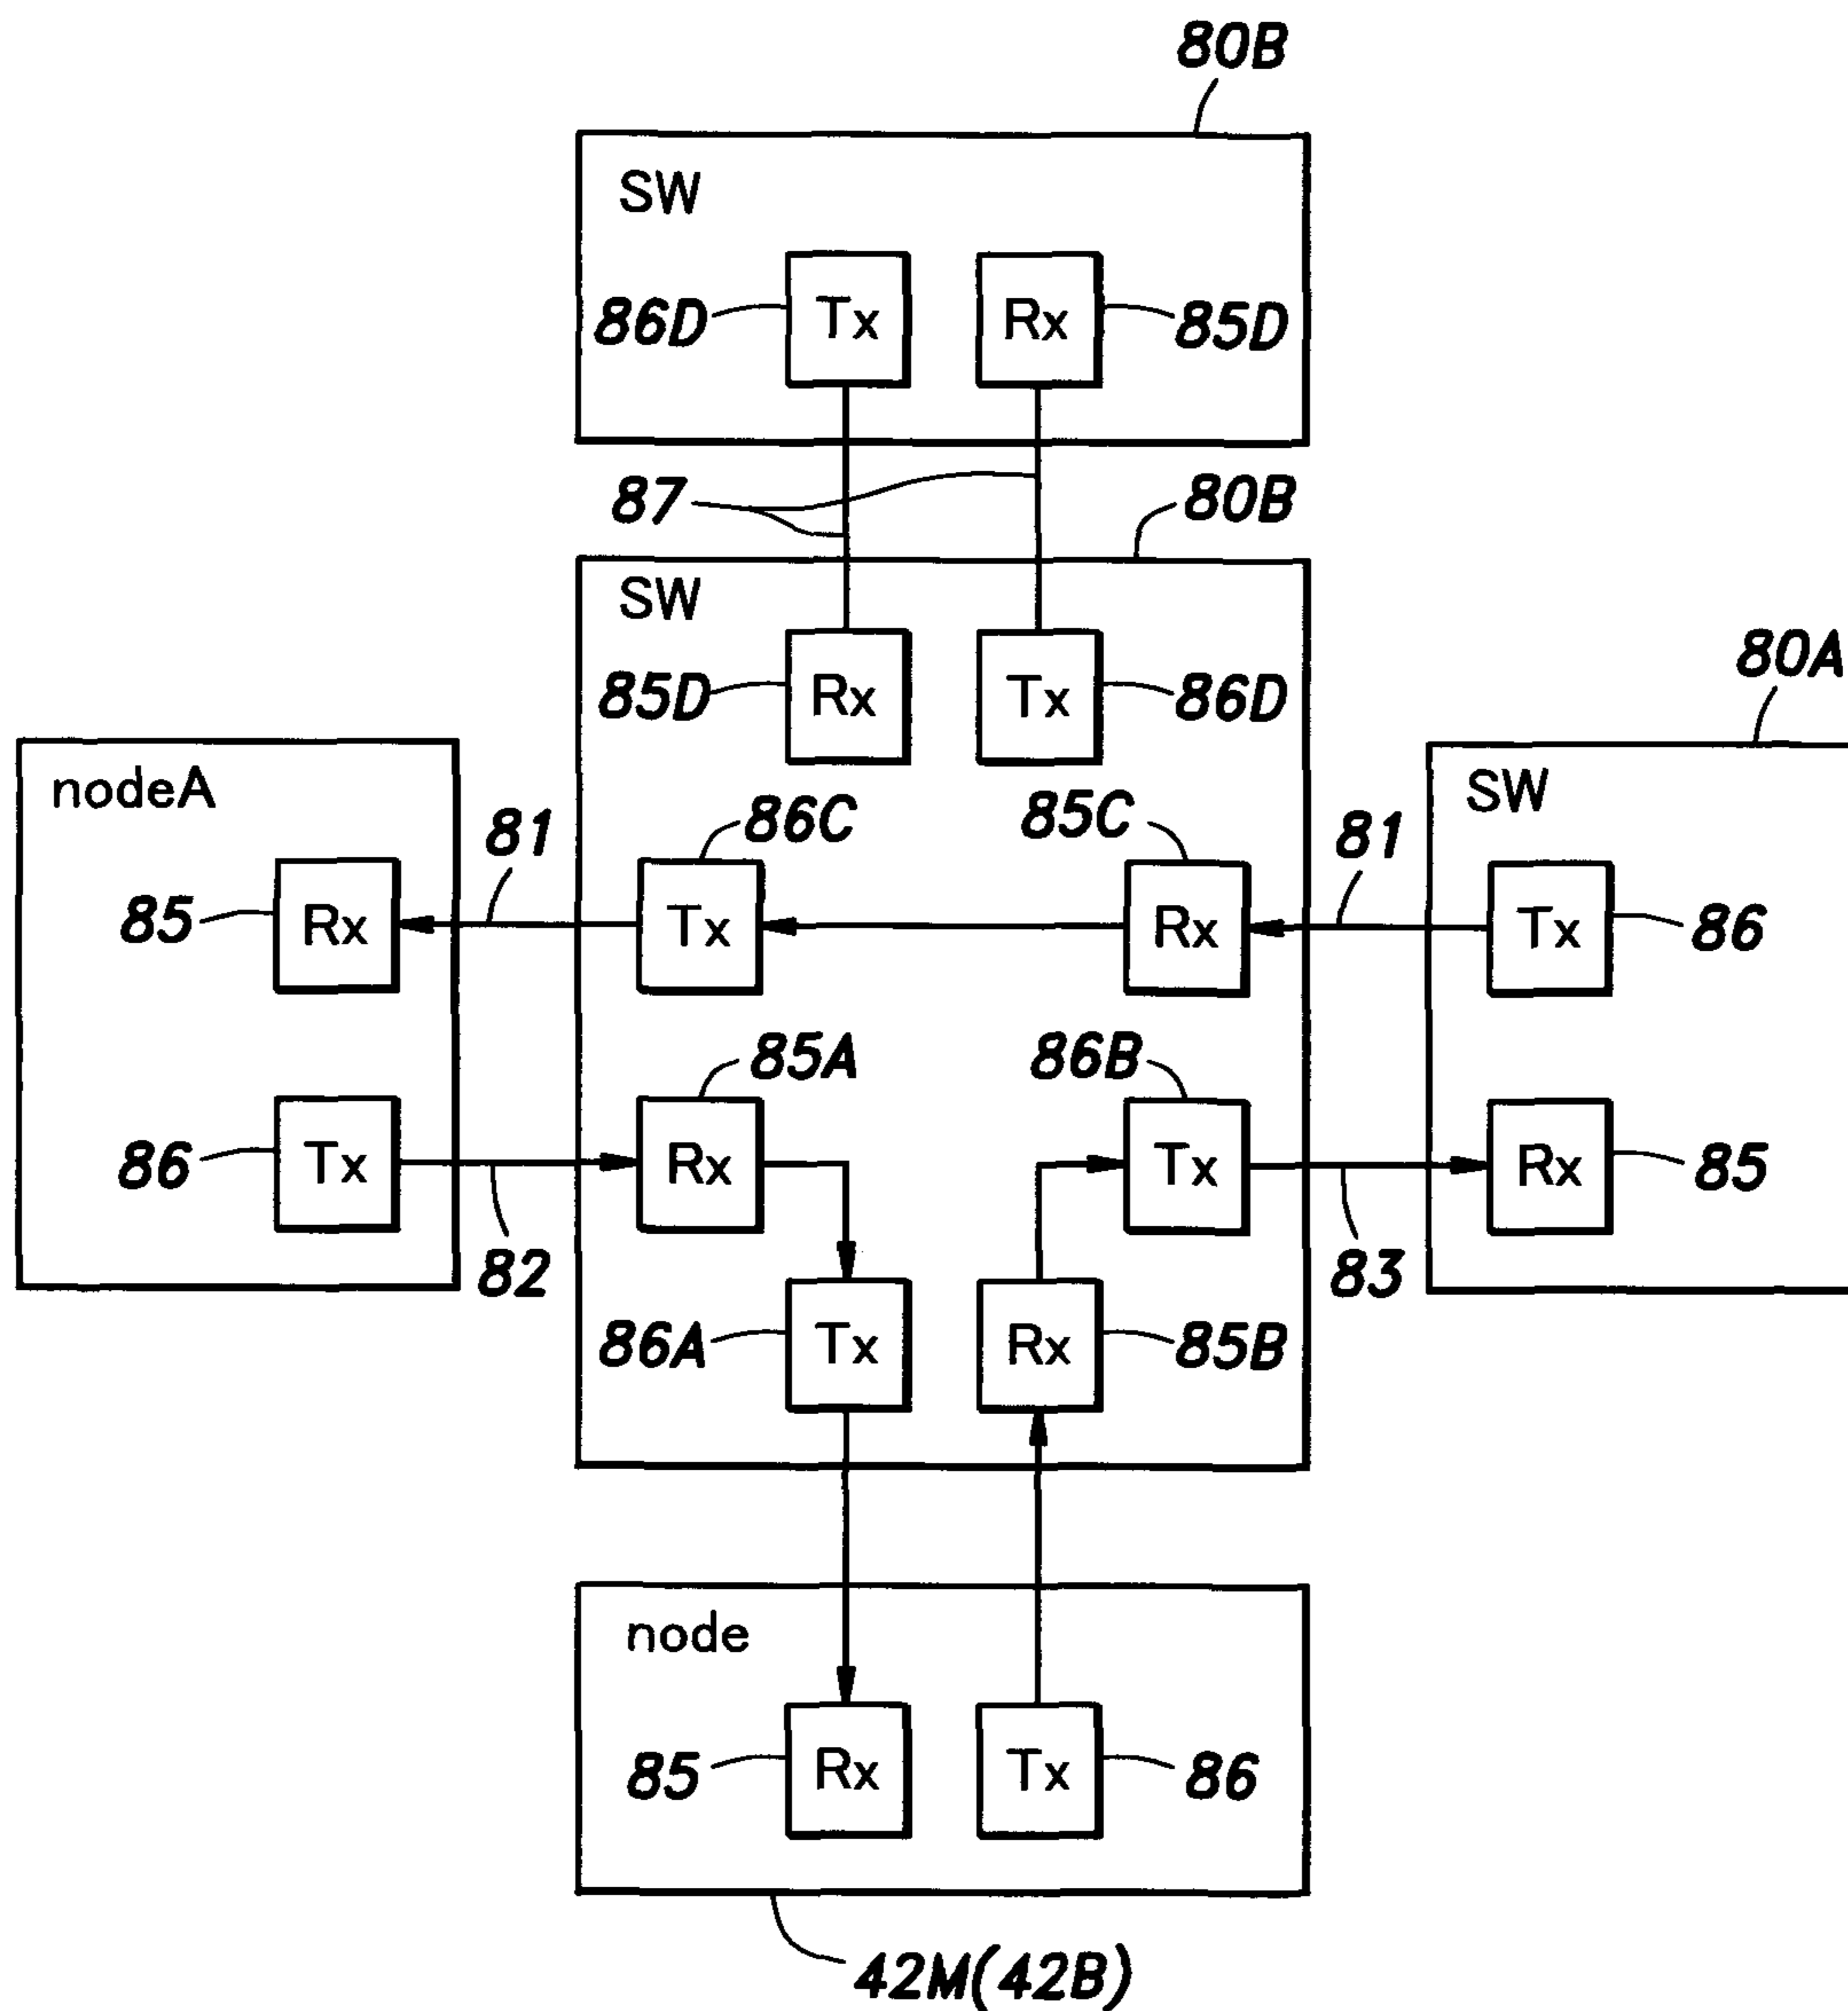 80B
SW
86D Tx Rx 85D
87 80B
SW
80A
85D Rx Tx 86D
nodeA
SW
81 86C 85C 81
85 Rx Tx Rx Tx 86
85A 86B
86 Tx Rx Tx Rx 85
82 83
86A Tx Rx 85B
node
85 Rx Tx 86
42M(42B)